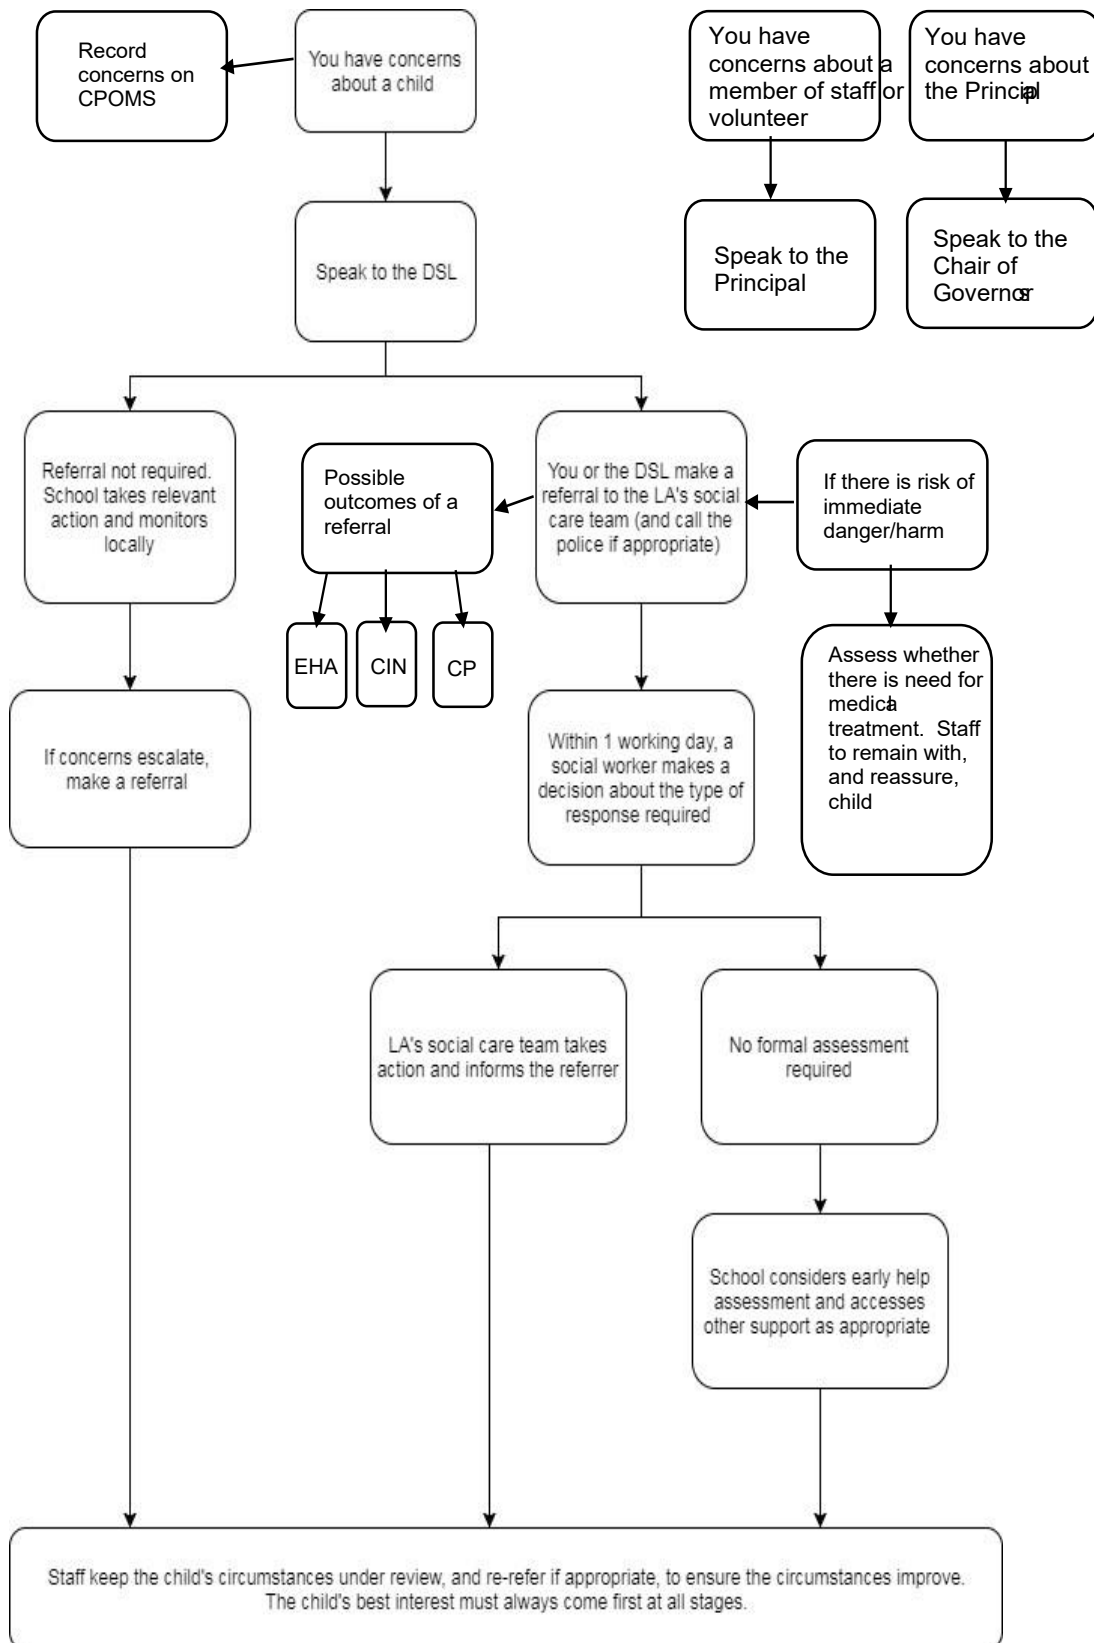 Record
concerns on
CPOMS
You have concerns
about a child
You have
concerns about a
member of staff or
volunteer
You have
concerns about
the Principal
Speak to the DSL
Speak to the
Principal
Speak to the
Chair of
Governors
Referral not required.
School takes relevant
action and monitors
locally
Possible
outcomes of a
referral
You or the DSL make a
referral to the LA's social
care team (and call the
police if appropriate)
If there is risk of
immediate
danger/harm
EHA
CIN
CP
Assess whether
there is need for
medical
treatment. Staff
to remain with,
and reassure,
child
If concerns escalate,
make a referral
Within 1 working day, a
social worker makes a
decision about the type of
response required
LA's social care team takes
action and informs the referrer
No formal assessment
required
School considers early help
assessment and accesses
other support as appropriate
Staff keep the child's circumstances under review, and re-refer if appropriate, to ensure the circumstances improve.
The child's best interest must always come first at all stages.